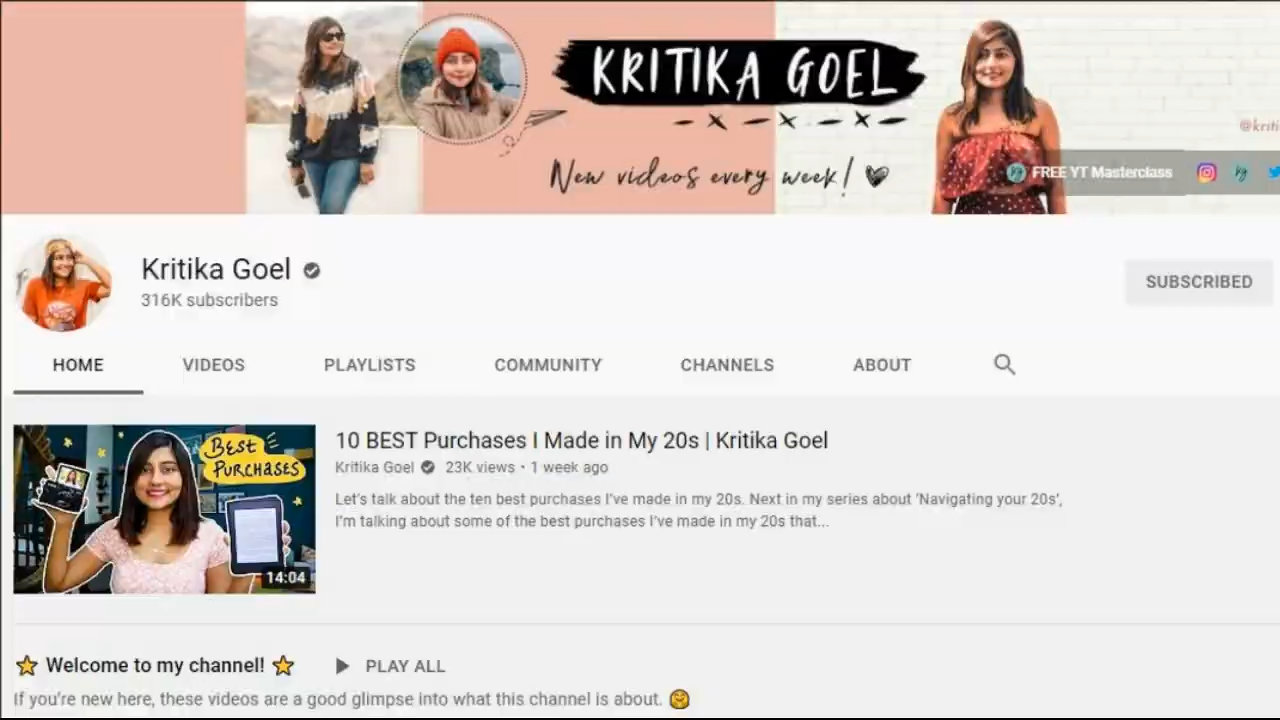 KRITIKA GOEL
New videos every week!
FREE YT Masterclass
Kritika Goel
316K subscribers
SUBSCRIBED
HOME VIDEOS PLAYLISTS COMMUNITY CHANNELS ABOUT
BEST
PURCHASES
14:04
10 BEST Purchases I Made in My 20s | Kritika Goel
Kritika Goel 23K views • 1 week ago
Let's talk about the ten best purchases I've made in my 20s. Next in my series about 'Navigating your 20s',
I'm talking about some of the best purchases I've made in my 20s that...
⭐ Welcome to my channel! ⭐ PLAY ALL
If you're new here, these videos are a good glimpse into what this channel is about. 🤗